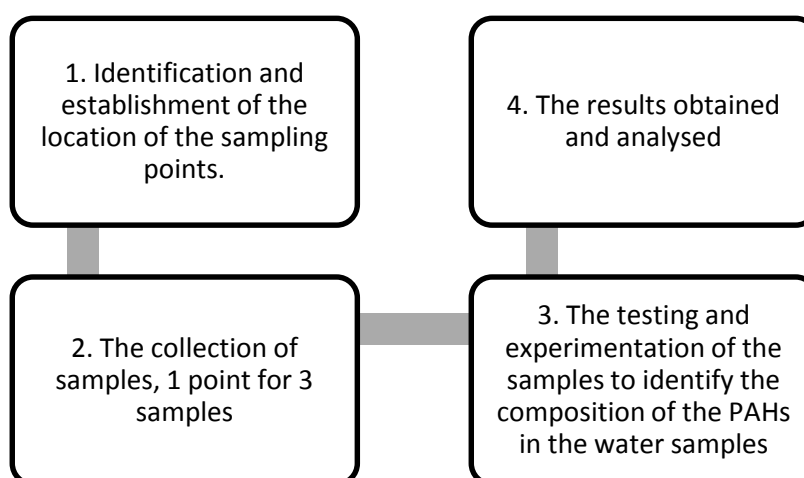 1. Identification and
establishment of the
location of the sampling
points.
2. The collection of
samples, 1 point for 3
samples
3. The testing and
experimentation of the
samples to identify the
composition of the PAHs
in the water samples
4. The results obtained
and analysed